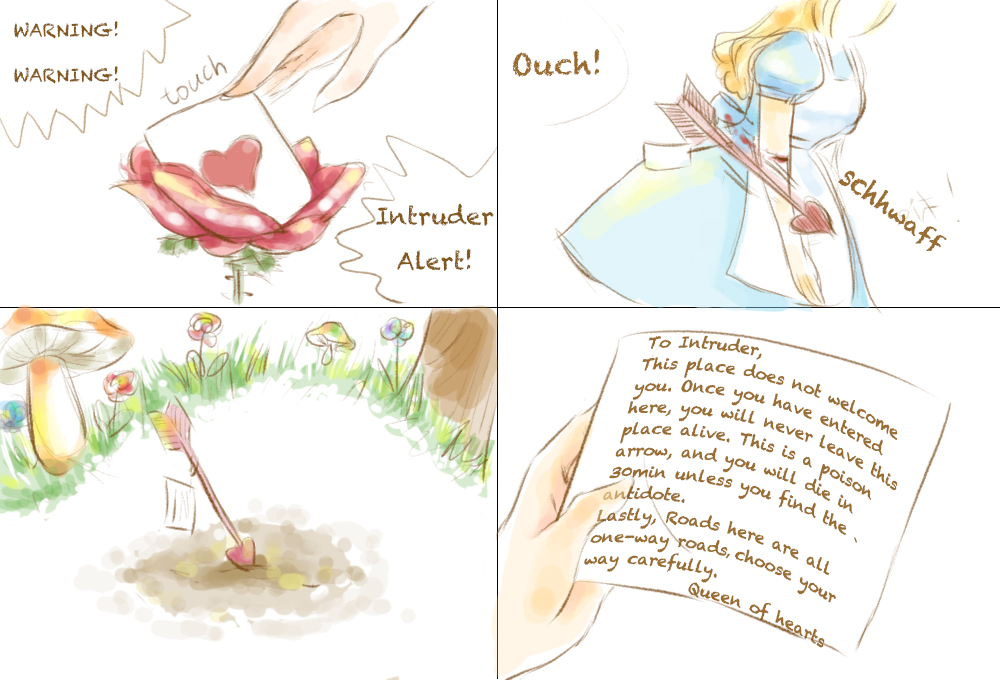 WARNING!
WARNING!
touch
Intruder
Alert!
Ouch!
schhwaff
To Intruder,
This place does not welcome
you. Once you have entered
here, you will never leave this
place alive. This is a poison
arrow, and you will die in
30min unless you find the
antidote.
Lastly, Roads here are all
one-way roads, choose your
way carefully.
Queen of hearts